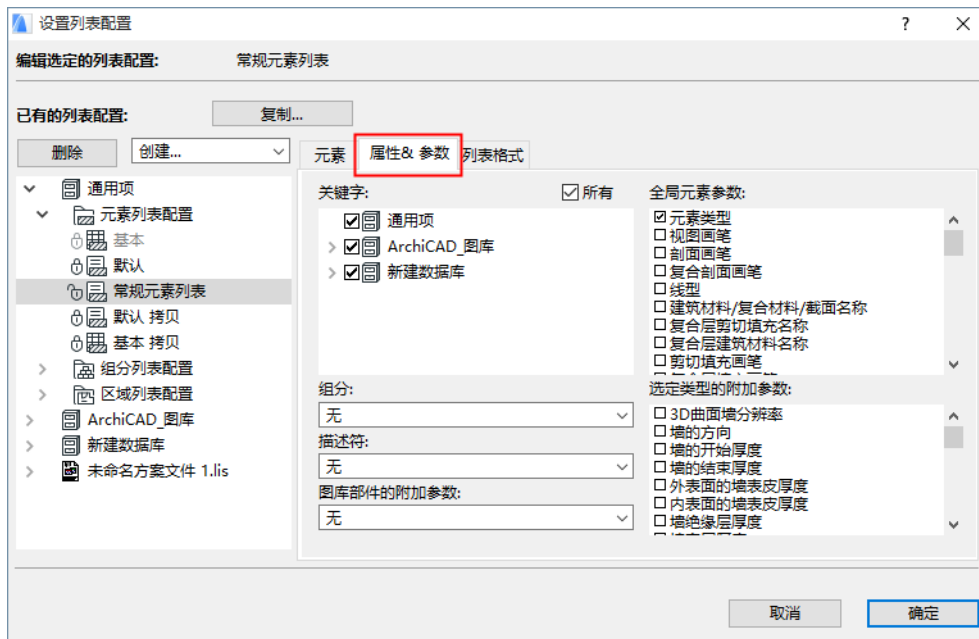 设置列表配置
?
编辑选定的列表配置: 常规元素列表
已有的列表配置: 复制...
删除 创建...
通用项
元素列表配置
基本
默认
常规元素列表
默认 拷贝
基本 拷贝
组分列表配置
区域列表配置
ArchiCAD_图库
新建数据库
未命名方案文件 1.lis
元素 属性& 参数 列表格式
关键字: 所有
通用项
ArchiCAD_图库
新建数据库
组分:
无
描述符:
无
图库部件的附加参数:
无
全局元素参数:
元素类型
视图画笔
剖面画笔
复合剖面画笔
线型
建筑材料/复合材料/截面名称
复合层剪切填充名称
复合层建筑材料名称
剪切填充画笔
选定类型的附加参数:
3D曲面墙分辨率
墙的方向
墙的开始厚度
墙的结束厚度
外表面的墙表皮厚度
内表面的墙表皮厚度
墙绝缘层厚度
取消 确定